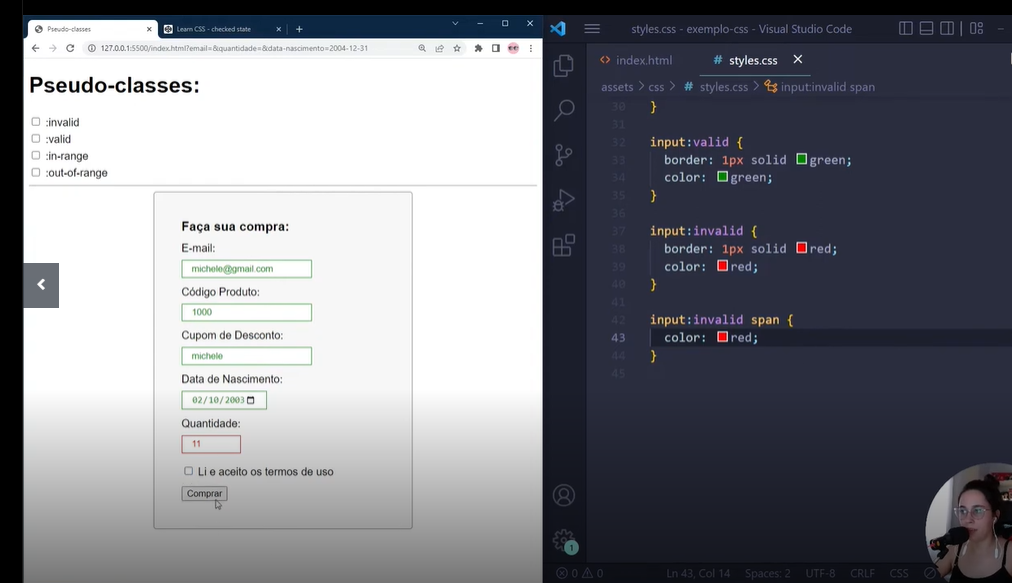 Pseudo-classes
Learn CSS - checked state
127.0.0.1:5500/index.html?email=&quantidade=&data-nascimento=2004-12-31
Pseudo-classes:
:invalid
:valid
:in-range
:out-of-range
Faça sua compra:
E-mail:
michele@gmail.com
Código Produto:
1000
Cupom de Desconto:
michele
Data de Nascimento:
02/10/2003
Quantidade:
11
Li e aceito os termos de uso
Comprar
styles.css - exemplo-css - Visual Studio Code
index.html
# styles.css
assets > css > # styles.css > input:invalid span
30 }
31
32 input:valid {
33 border: 1px solid green;
34 color: green;
35 }
36
37 input:invalid {
38 border: 1px solid red;
39 color: red;
40 }
41
42 input:invalid span {
43 color: red;
44 }
45
1
0 0
Ln 43, Col 14
Spaces: 2
UTF-8
CRLF
CSS